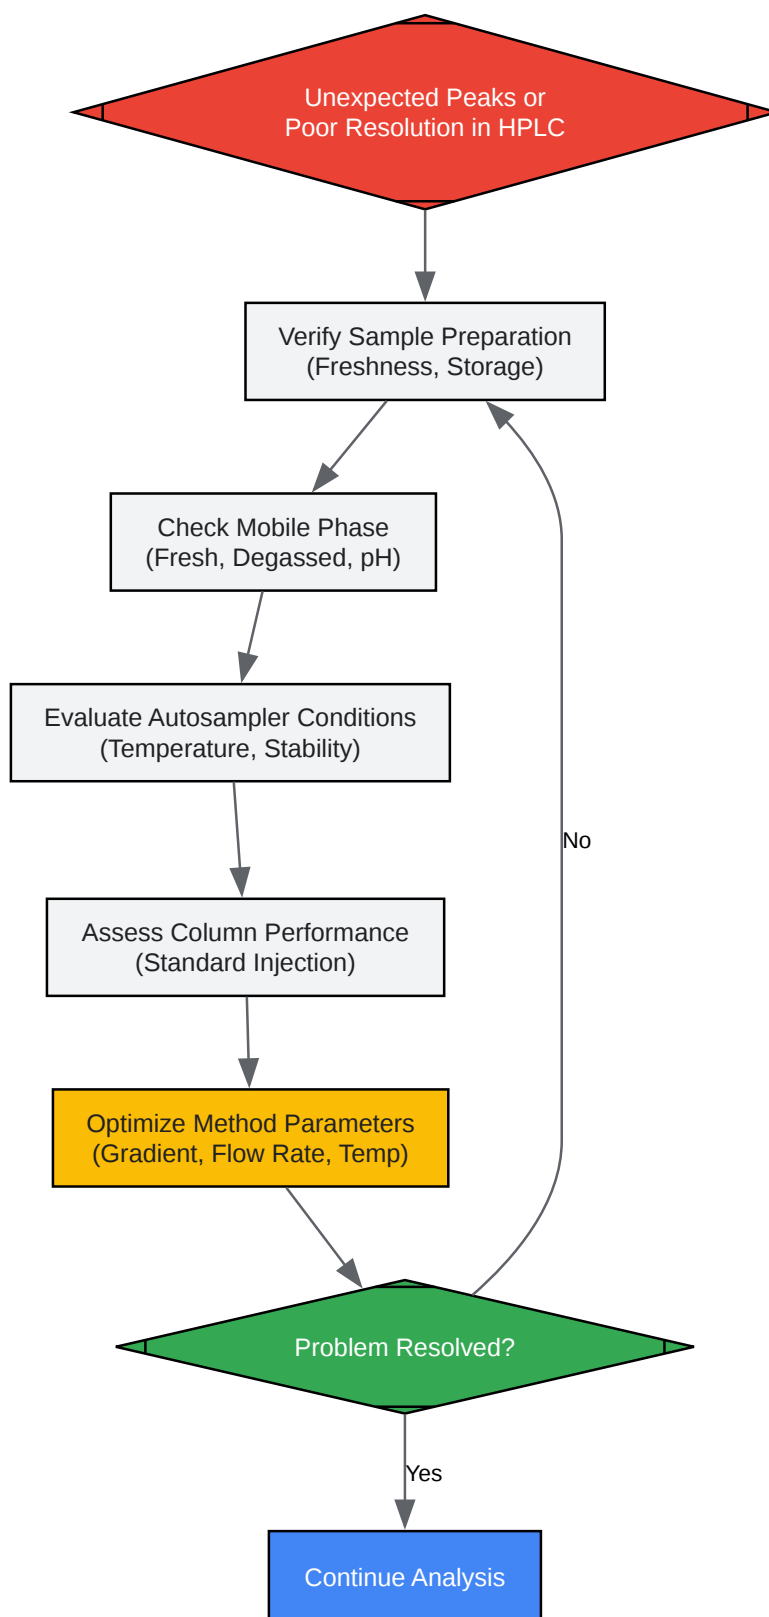 Unexpected Peaks or
Poor Resolution in HPLC
Verify Sample Preparation
(Freshness, Storage)
Check Mobile Phase
(Fresh, Degassed, pH)
Evaluate Autosampler Conditions
(Temperature, Stability)
No
Assess Column Performance
(Standard Injection)
Optimize Method Parameters
(Gradient, Flow Rate, Temp)
Problem Resolved?
Yes
Continue Analysis